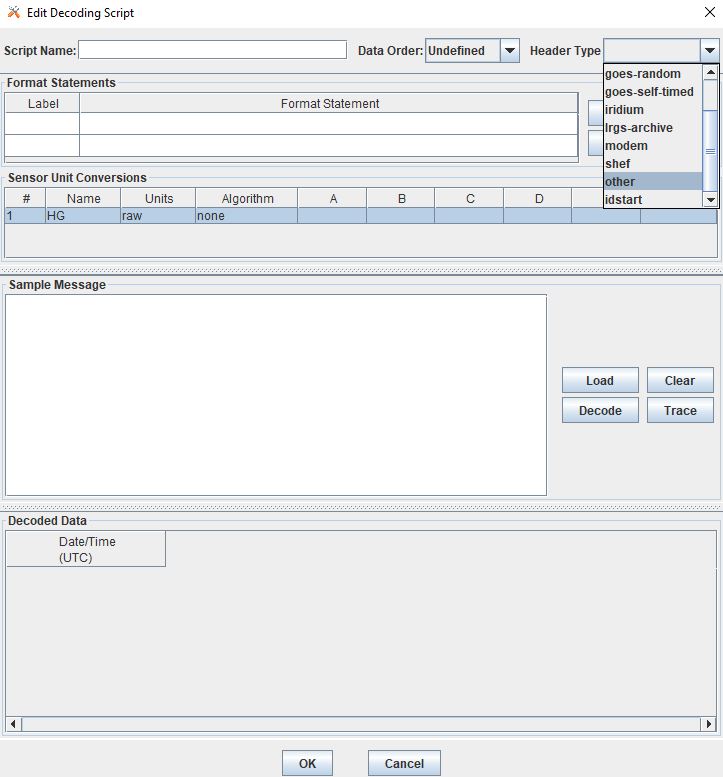 Edit Decoding Script
Script Name: Data Order: Undefined Header Type
goes-random
goes-self-timed
iridium
lrgs-archive
modem
shef
other
idstart
Format Statements
Label Format Statement
Sensor Unit Conversions
# Name Units Algorithm A B C D
1 HG raw none
Sample Message
Load Clear
Decode Trace
Decoded Data
Date/Time
(UTC)
OK Cancel